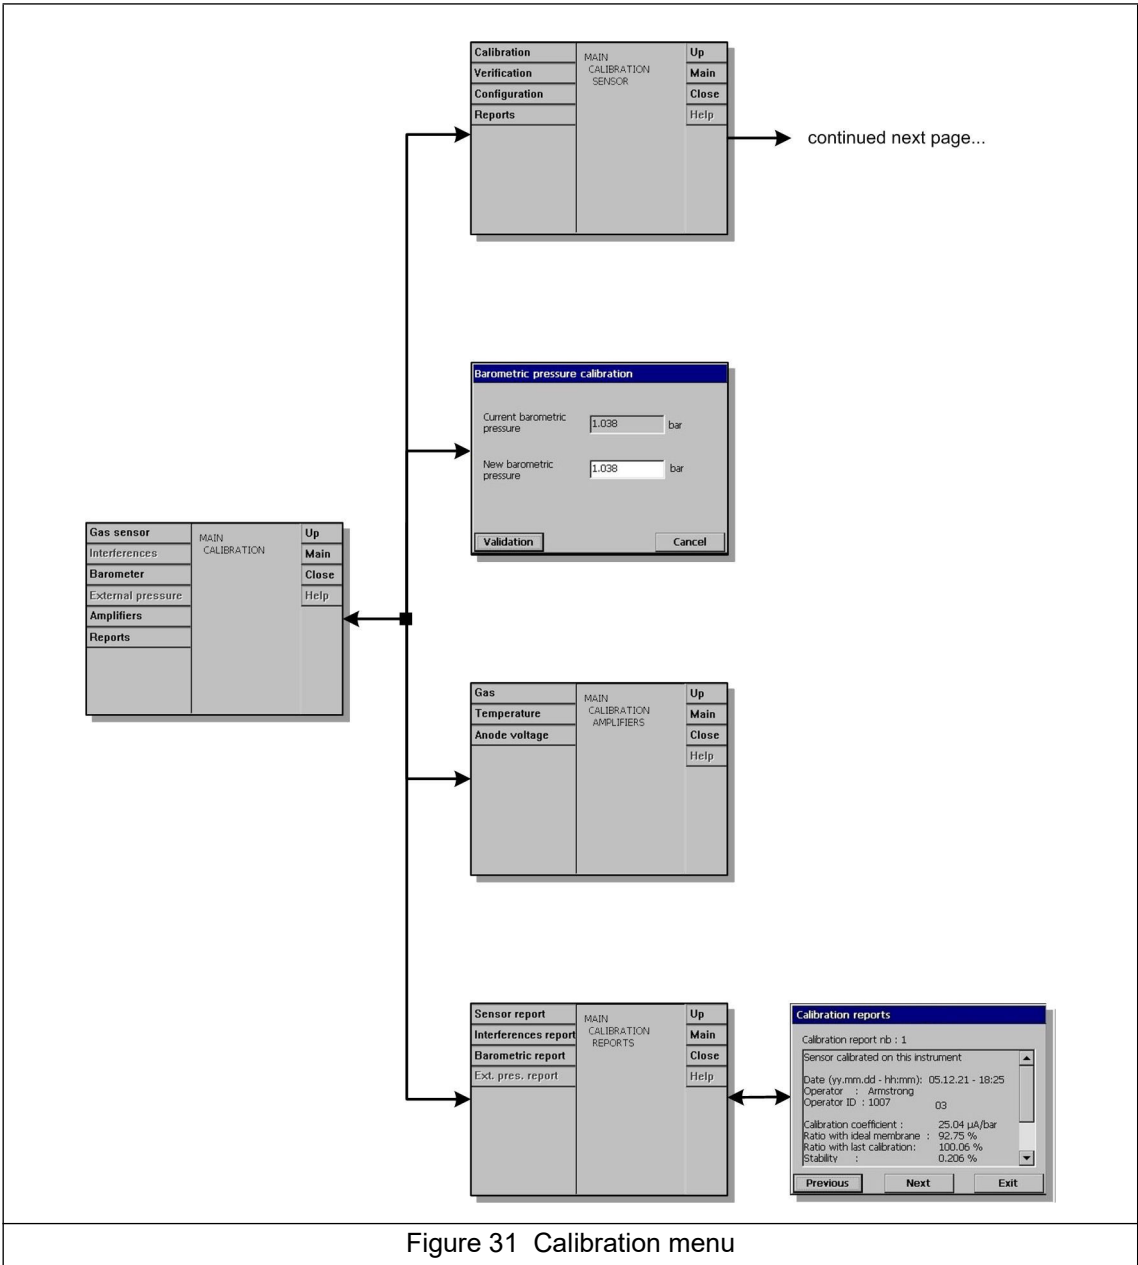 Calibration
Verification
Configuration
Reports
MAIN
CALIBRATION
SENSOR
Up
Main
Close
Help
continued next page...
Barometric pressure calibration
Current barometric
pressure
1.038
bar
New barometric
pressure
1.038
bar
Validation
Cancel
Gas sensor
Interferences
Barometer
External pressure
Amplifiers
Reports
MAIN
CALIBRATION
Up
Main
Close
Help
Gas
Temperature
Anode voltage
MAIN
CALIBRATION
AMPLIFIERS
Up
Main
Close
Help
Sensor report
Interferences report
Barometric report
Ext. pres. report
MAIN
CALIBRATION
REPORTS
Up
Main
Close
Help
Calibration reports
Calibration report nb : 1
Sensor calibrated on this instrument
Date (yy.mm.dd - hh:mm): 05.12.21 - 18:25
Operator : Armstrong
Operator ID : 1007
03
Calibration coefficient : 25.04 µA/bar
Ratio with ideal membrane : 92.75 %
Ratio with last calibration: 100.06 %
Stability : 0.206 %
Previous
Next
Exit
Figure 31 Calibration menu